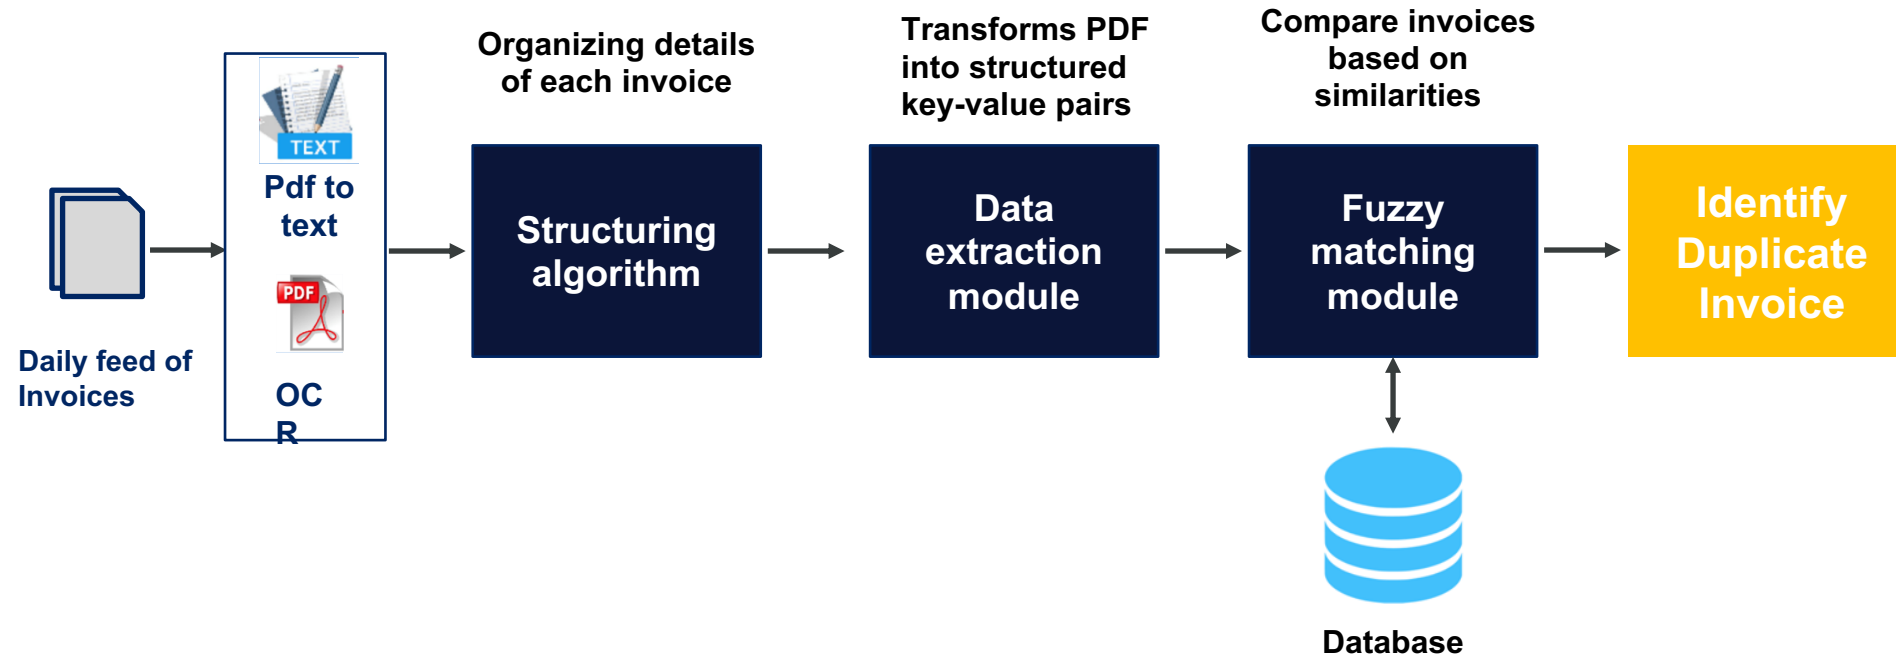 Daily feed of
Invoices
TEXT
Pdf to
text
PDF
OC
R
Organizing details
of each invoice
Structuring
algorithm
Transforms PDF
into structured
key-value pairs
Data
extraction
module
Compare invoices
based on
similarities
Fuzzy
matching
module
Database
Identify
Duplicate
Invoice